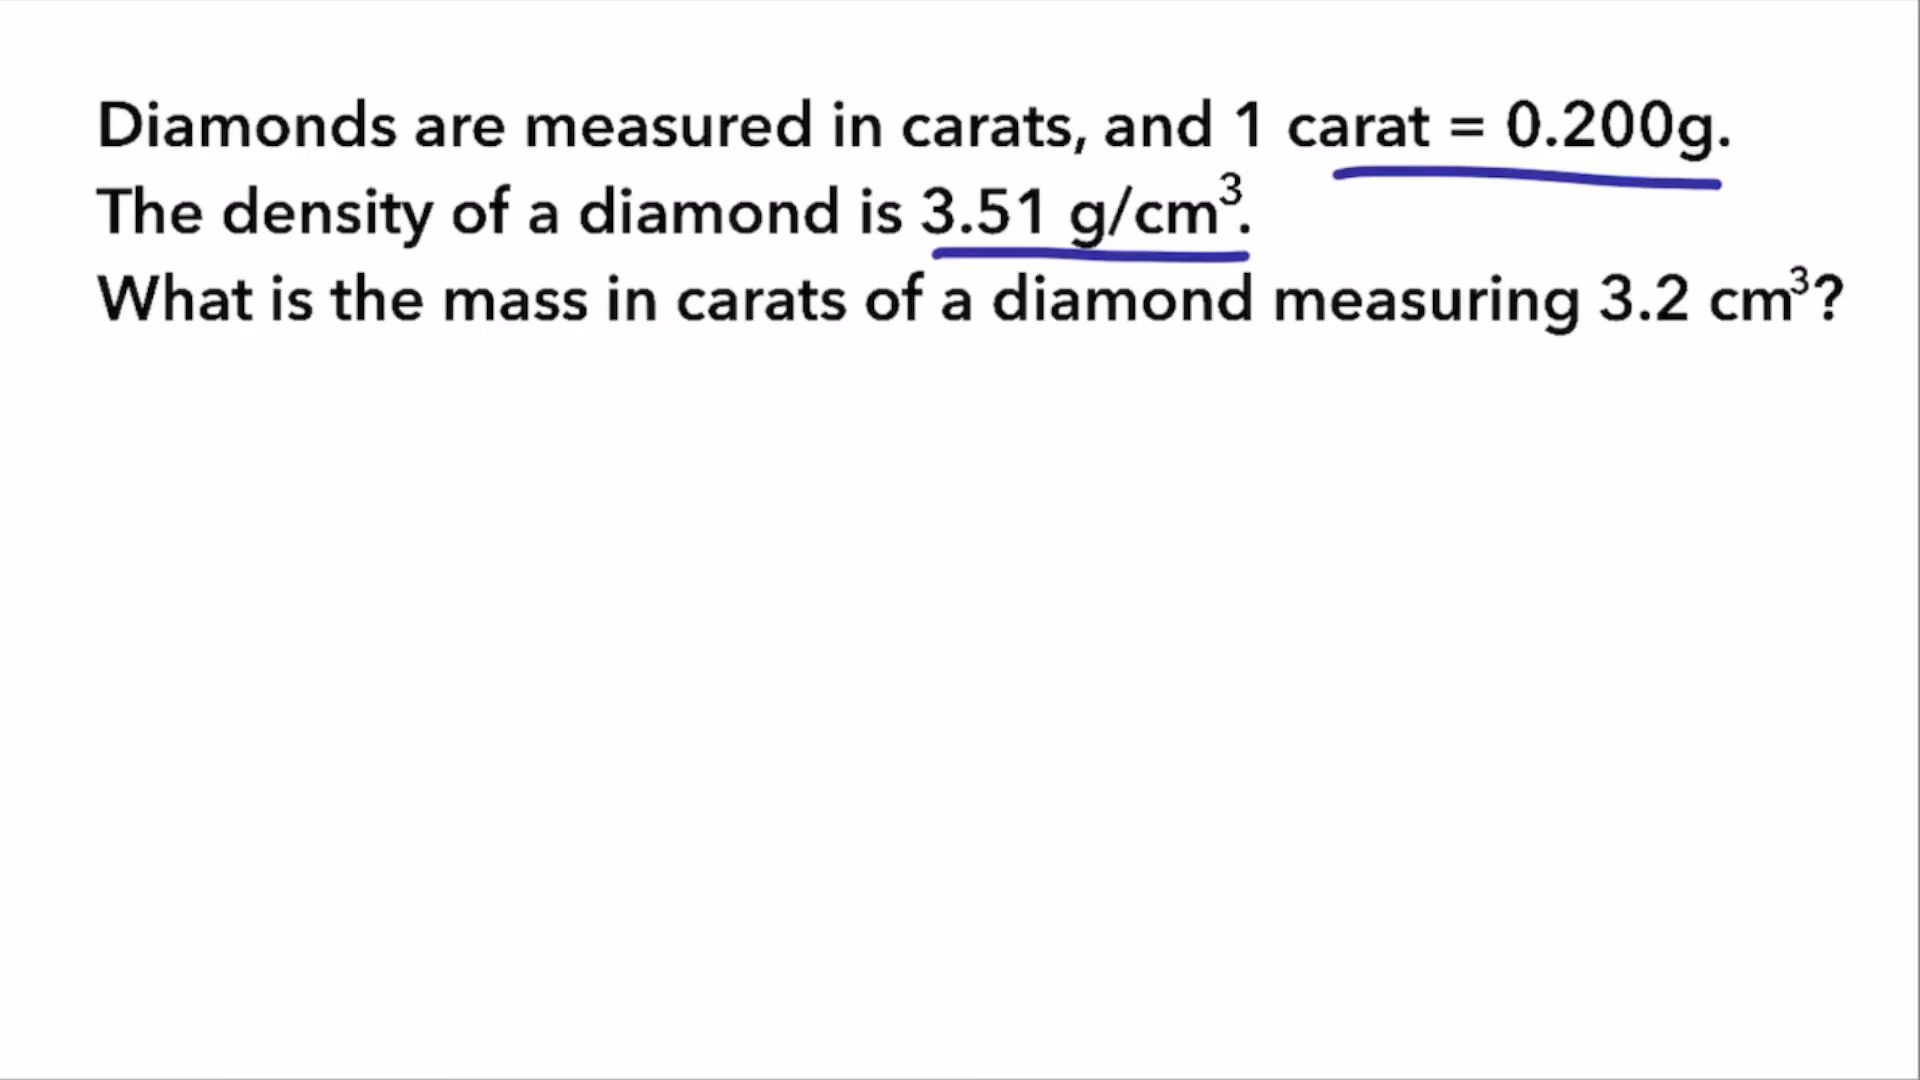 Diamonds are measured in carats, and 1 carat = 0.200g.
The density of a diamond is 3.51 g/cm³.
What is the mass in carats of a diamond measuring 3.2 cm³?